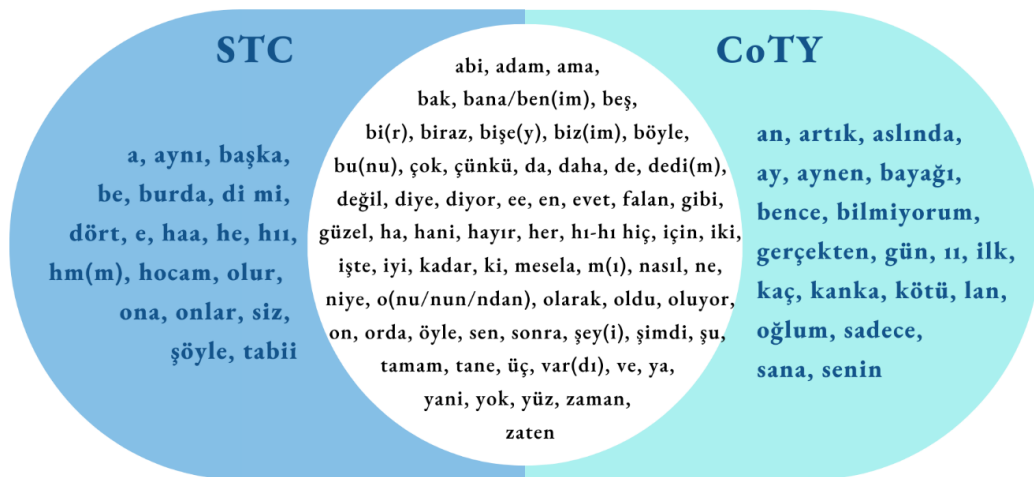 STC
a, aynı, başka,
be, burda, di mi,
dört, e, haa, he, hıı,
hm(m), hocam, olur,
ona, onlar, siz,
şöyle, tabii
abi, adam, ama,
bak, bana/ben(im), beş,
bi(r), biraz, bişe(y), biz(im), böyle,
bu(nu), çok, çünkü, da, daha, de, dedi(m),
değil, diye, diyor, ee, en, evet, falan, gibi,
güzel, ha, hani, hayır, her, hı-hı hiç, için, iki,
işte, iyi, kadar, ki, mesela, m(ı), nasıl, ne,
niye, o(nu/nun/ndan), olarak, oldu, oluyor,
on, orda, öyle, sen, sonra, şey(i), şimdi, şu,
tamam, tane, üç, var(dı), ve, ya,
yani, yok, yüz, zaman,
zaten
CoTY
an, artık, aslında,
ay, aynen, bayağı,
bence, bilmiyorum,
gerçekten, gün, ıı, ilk,
kaç, kanka, kötü, lan,
oğlum, sadece,
sana, senin